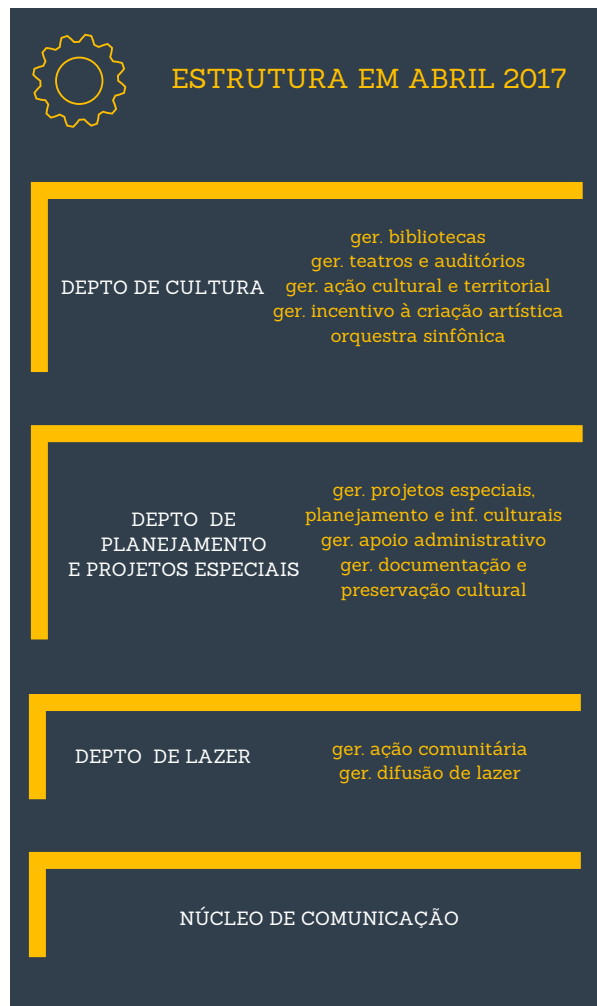 ESTRUTURA EM ABRIL 2017
DEPTO DE CULTURA
ger. bibliotecas
ger. teatros e auditórios
ger. ação cultural e territorial
ger. incentivo à criação artística
orquestra sinfônica
DEPTO DE
PLANEJAMENTO
E PROJETOS ESPECIAIS
ger. projetos especiais,
planejamento e inf. culturais
ger. apoio administrativo
ger. documentação e
preservação cultural
DEPTO DE LAZER
ger. ação comunitária
ger. difusão de lazer
NÚCLEO DE COMUNICAÇÃO